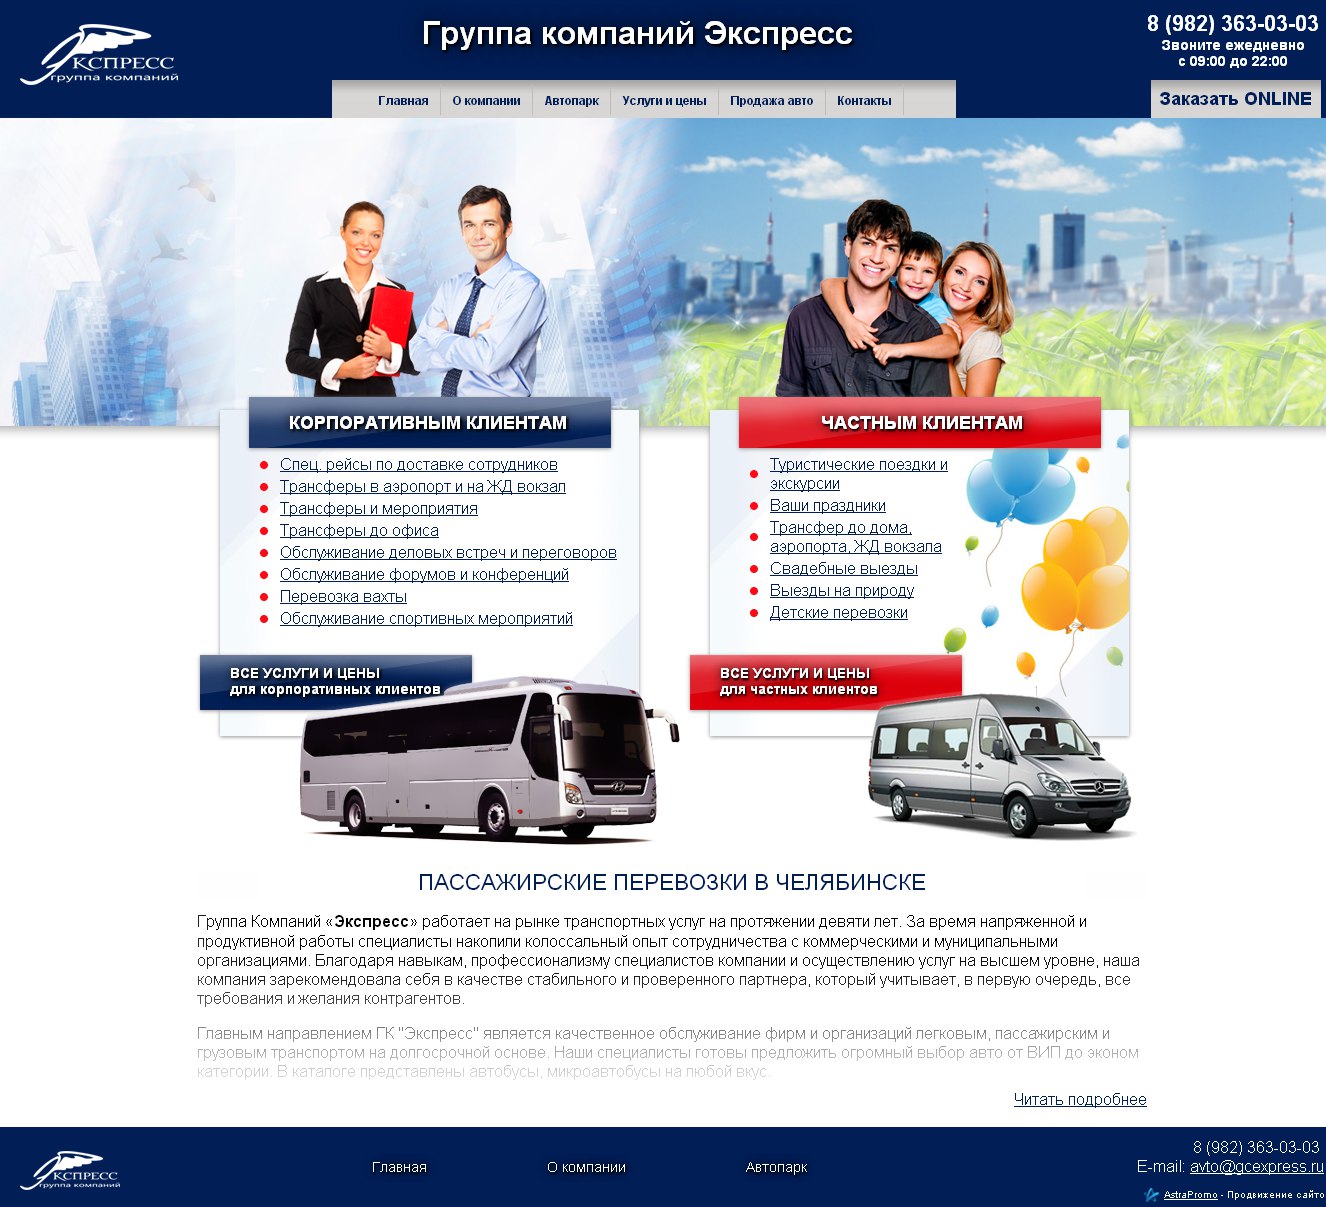 Экспресс
группа компаний
Группа компаний Экспресс
8 (982) 363-03-03
Звоните ежедневно
с 09:00 до 22:00
Главная
О компании
Автопарк
Услуги и цены
Продажа авто
Контакты
Заказать ONLINE
КОРПОРАТИВНЫМ КЛИЕНТАМ
Спец. рейсы по доставке сотрудников
Трансферы в аэропорт и на ЖД вокзал
Трансферы и мероприятия
Трансферы до офиса
Обслуживание деловых встреч и переговоров
Обслуживание форумов и конференций
Перевозка вахты
Обслуживание спортивных мероприятий
ВСЕ УСЛУГИ И ЦЕНЫ
для корпоративных клиентов
ЧАСТНЫМ КЛИЕНТАМ
Туристические поездки и
экскурсии
Ваши праздники
Трансфер до дома,
аэропорта, ЖД вокзала
Свадебные выезды
Выезды на природу
Детские перевозки
ВСЕ УСЛУГИ И ЦЕНЫ
для частных клиентов
ПАССАЖИРСКИЕ ПЕРЕВОЗКИ В ЧЕЛЯБИНСКЕ
Группа Компаний «Экспресс» работает на рынке транспортных услуг на протяжении девяти лет. За время напряженной и
продуктивной работы специалисты накопили колоссальный опыт сотрудничества с коммерческими и муниципальными
организациями. Благодаря навыкам, профессионализму специалистов компании и осуществлению услуг на высшем уровне, наша
компания зарекомендовала себя в качестве стабильного и проверенного партнера, который учитывает, в первую очередь, все
требования и желания контрагентов.
Главным направлением ГК "Экспресс" является качественное обслуживание фирм и организаций легковым, пассажирским и
грузовым транспортом на долгосрочной основе. Наши специалисты готовы предложить огромный выбор авто от ВИП до эконом
категории. В каталоге представлены автобусы, микроавтобусы на любой вкус.
Читать подробнее
Экспресс
группа компаний
Главная
О компании
Автопарк
8 (982) 363-03-03
E-mail: avto@gcexpress.ru
AstraPromo - Продвижение сайто